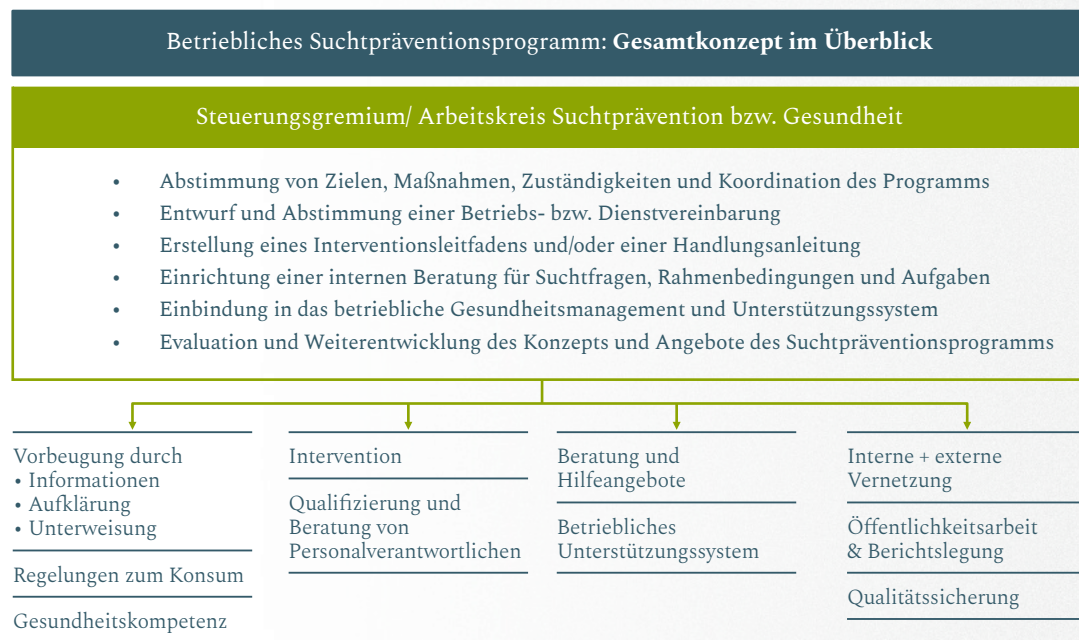 Betriebliches Suchtpräventionsprogramm: Gesamtkonzept im Überblick
Steuerungsgremium/ Arbeitskreis Suchtprävention bzw. Gesundheit
• Abstimmung von Zielen, Maßnahmen, Zuständigkeiten und Koordination des Programms
• Entwurf und Abstimmung einer Betriebs- bzw. Dienstvereinbarung
• Erstellung eines Interventionsleitfadens und/oder einer Handlungsanleitung
• Einrichtung einer internen Beratung für Suchtfragen, Rahmenbedingungen und Aufgaben
• Einbindung in das betriebliche Gesundheitsmanagement und Unterstützungssystem
• Evaluation und Weiterentwicklung des Konzepts und Angebote des Suchtpräventionsprogramms
Vorbeugung durch
• Informationen
• Aufklärung
• Unterweisung
Regelungen zum Konsum
Gesundheitskompetenz
Intervention
Qualifizierung und
Beratung von
Personalverantwortlichen
Beratung und
Hilfeangebote
Betriebliches
Unterstützungssystem
Interne + externe
Vernetzung
Öffentlichkeitsarbeit
& Berichtslegung
Qualitätssicherung